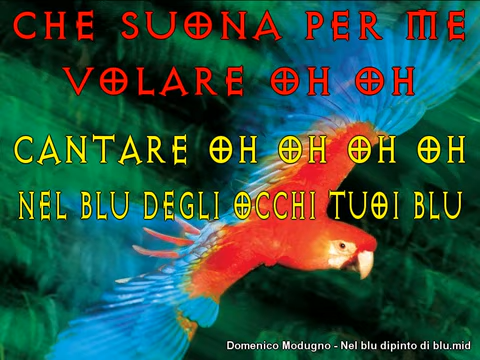 CHE SUONA PER ME
VOLARE OH OH
CANTARE OH OH OH OH
NEL BLU DEGLI OCCHI TUOI BLU
Domenico Modugno - Nel blu dipinto di blu.mid